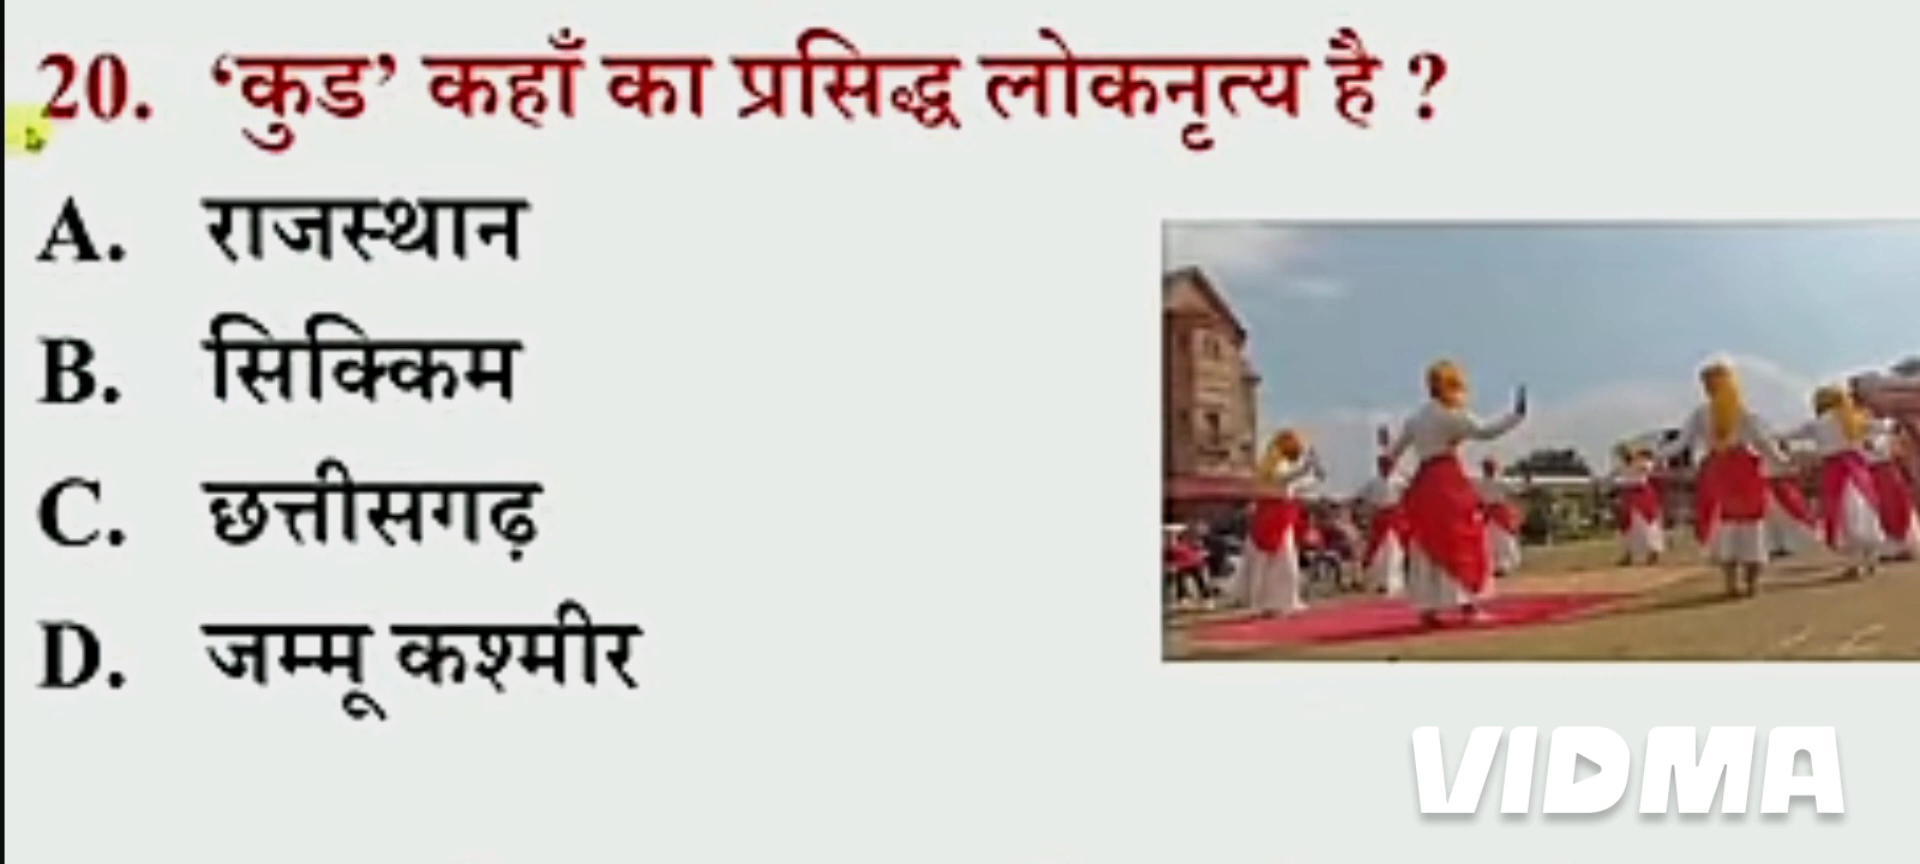 20. ‘कुड’ कहाँ का प्रसिद्ध लोकनृत्य है ?
A. राजस्थान
B. सिक्किम
C. छत्तीसगढ़
D. जम्मू कश्मीर
VIDMA